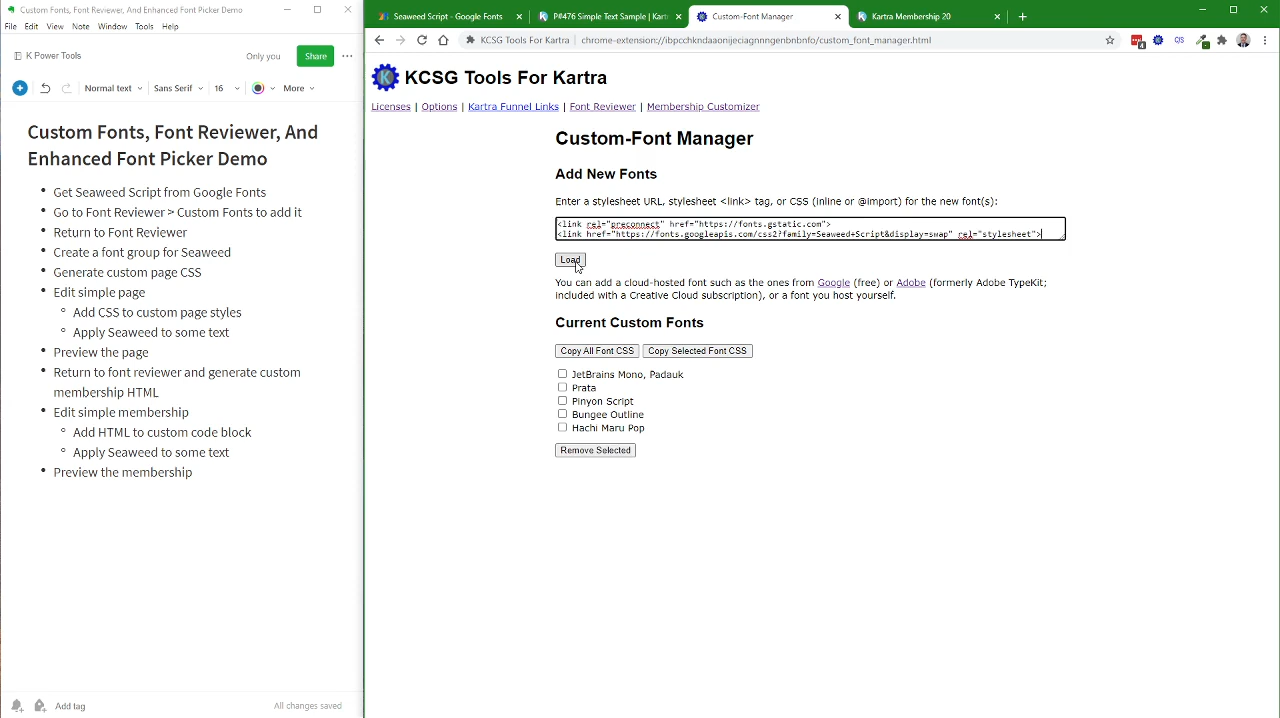 Custom Fonts, Font Reviewer, And Enhanced Font Picker Demo
File Edit View Note Window Tools Help
K Power Tools
Only you
Share
Normal text
Sans Serif
16
More
Custom Fonts, Font Reviewer, And
Enhanced Font Picker Demo
Get Seaweed Script from Google Fonts
Go to Font Reviewer > Custom Fonts to add it
Return to Font Reviewer
Create a font group for Seaweed
Generate custom page CSS
Edit simple page
Add CSS to custom page styles
Apply Seaweed to some text
Preview the page
Return to font reviewer and generate custom
membership HTML
Edit simple membership
Add HTML to custom code block
Apply Seaweed to some text
Preview the membership
Add tag
All changes saved
Seaweed Script - Google Fonts
P#476 Simple Text Sample | Kart
Custom-Font Manager
Kartra Membership 20
KCSG Tools For Kartra | chrome-extension://ibpcchkndaaonijeciagnnngenbnbnfo/custom_font_manager.html
KCSG Tools For Kartra
Licenses | Options | Kartra Funnel Links | Font Reviewer | Membership Customizer
Custom-Font Manager
Add New Fonts
Enter a stylesheet URL, stylesheet <link> tag, or CSS (inline or @import) for the new font(s):
<link rel="preconnect" href="https://fonts.gstatic.com">
<link href="https://fonts.googleapis.com/css2?family=Seaweed+Script&display=swap" rel="stylesheet">
Load
You can add a cloud-hosted font such as the ones from Google (free) or Adobe (formerly Adobe TypeKit;
included with a Creative Cloud subscription), or a font you host yourself.
Current Custom Fonts
Copy All Font CSS
Copy Selected Font CSS
JetBrains Mono, Padauk
Prata
Pinyon Script
Bungee Outline
Hachi Maru Pop
Remove Selected